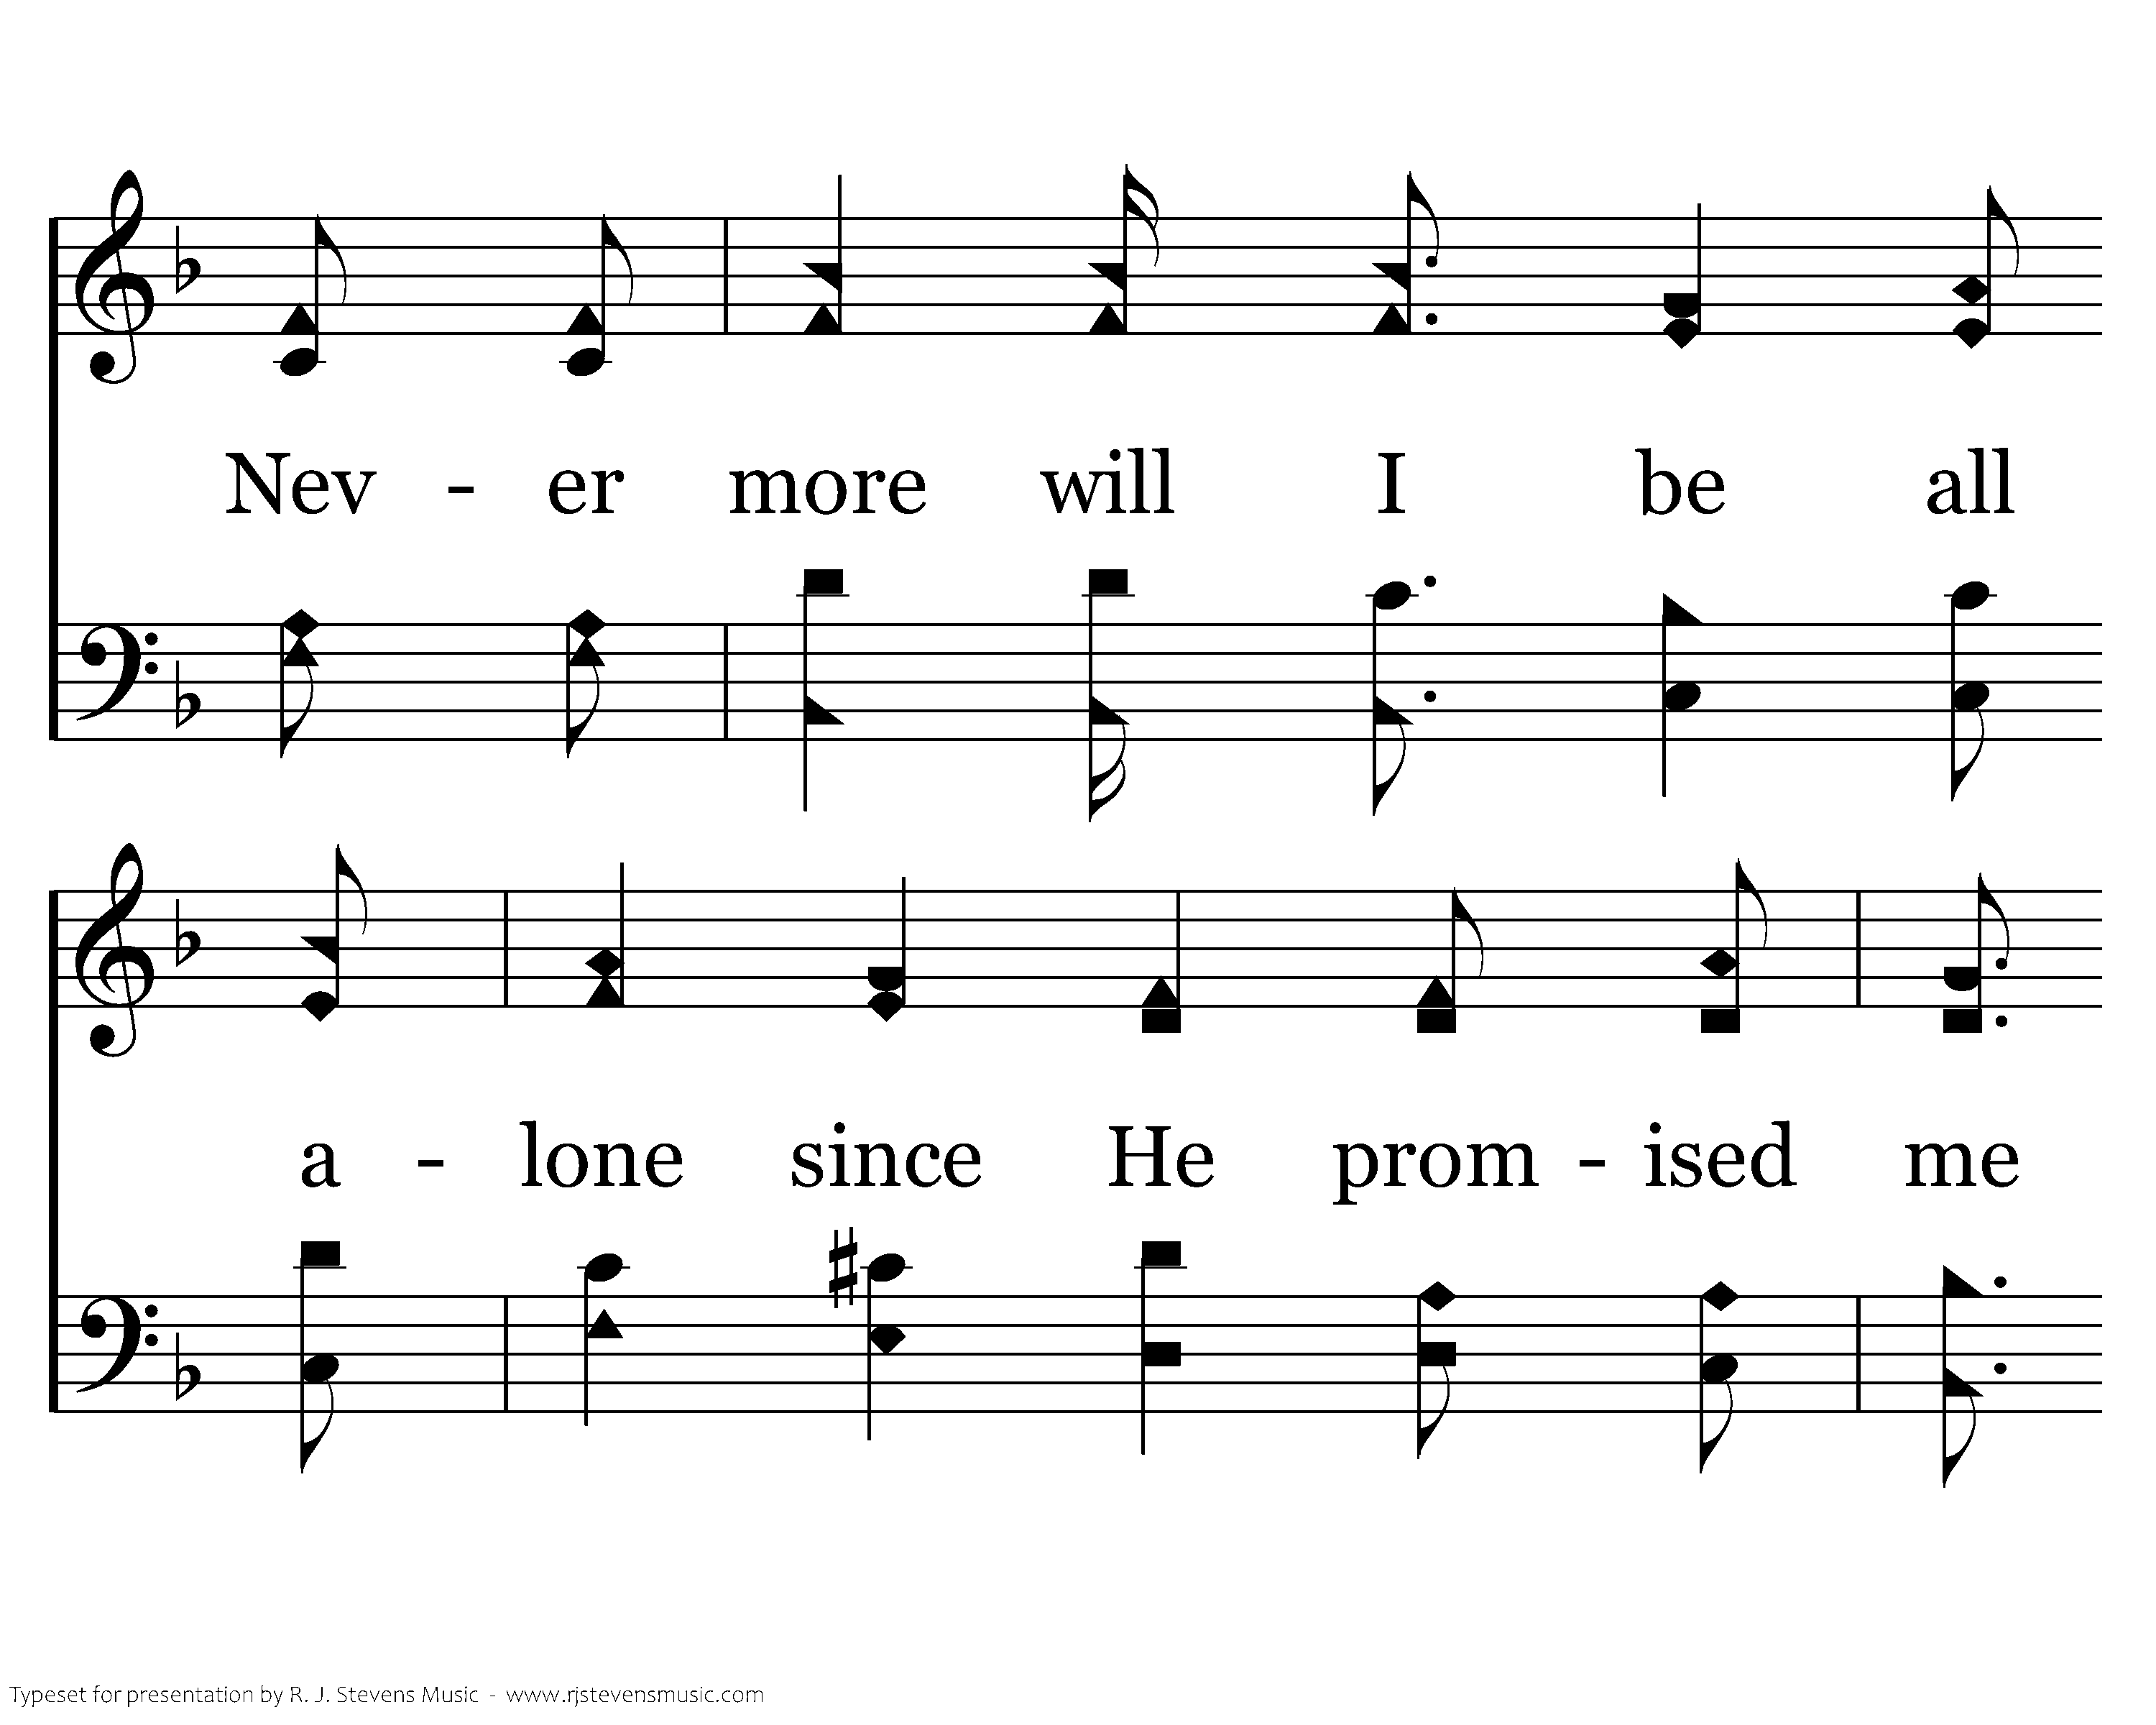 Nev - er more will I be all
a - lone since He prom - ised me
Typeset for presentation by R. J. Stevens Music - www.rjstevensmusic.com